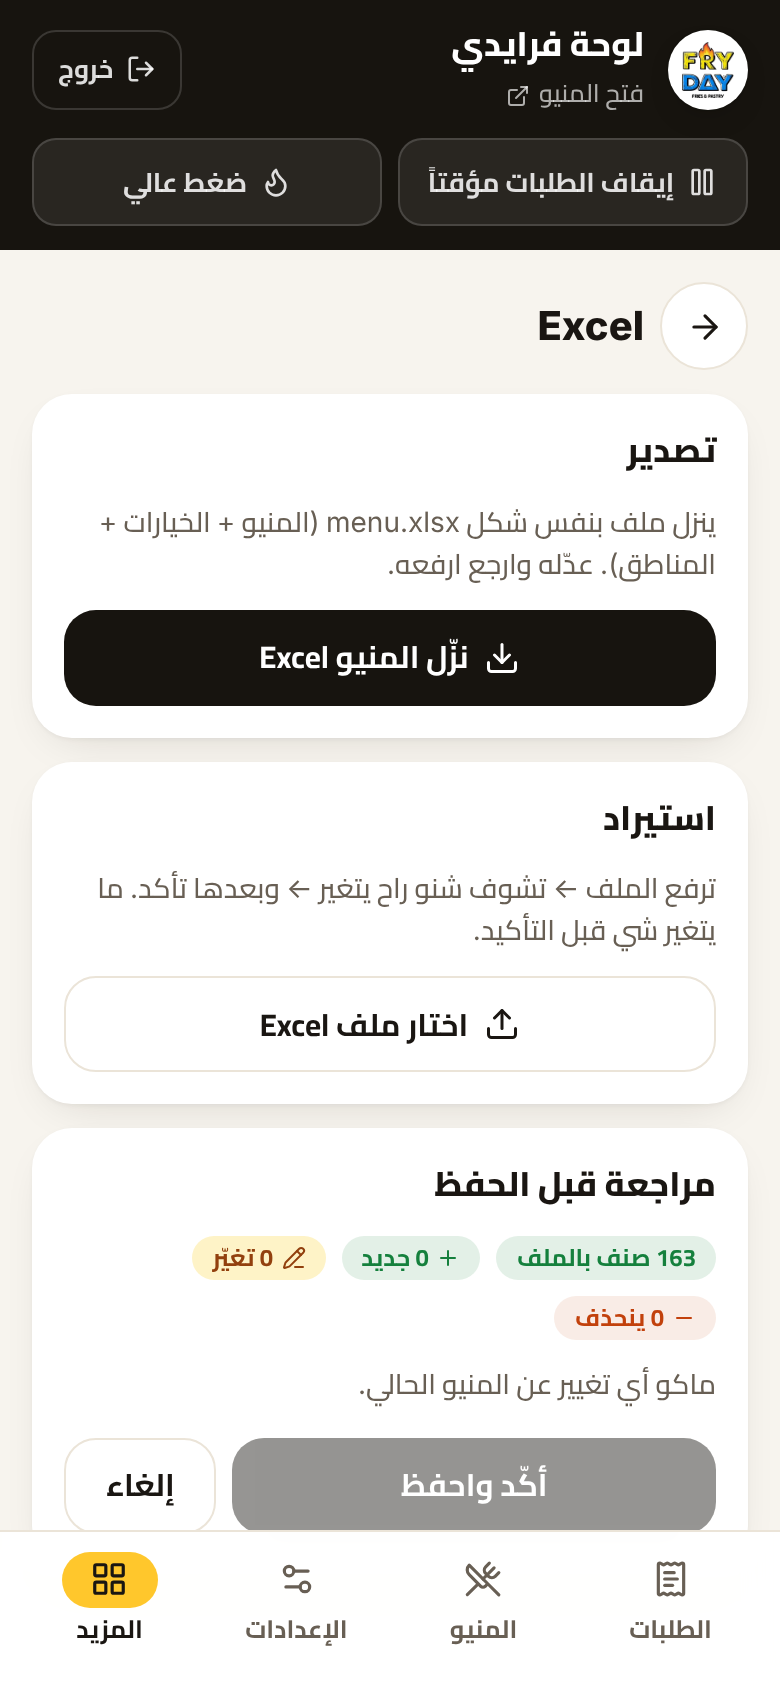 FRY
DAY
FRIES & PASTRY
لوحة فرايدي
فتح المنيو
خروج
إيقاف الطلبات مؤقتاً
ضغط عالي
Excel
تصدير
ينزل ملف بنفس شكل menu.xlsx (المنيو + الخيارات +
المناطق). عدّله وارجع ارفعه.
نزّل المنيو Excel
استيراد
ترفع الملف ← تشوف شنو راح يتغير ← وبعدها تأكد. ما
يتغير شي قبل التأكيد.
اختار ملف Excel
مراجعة قبل الحفظ
163 صنف بالملف
+ 0 جديد
0 تغيّر
− 0 ينحذف
ماكو أي تغيير عن المنيو الحالي.
أكّد واحفظ
إلغاء
الطلبات
المنيو
الإعدادات
المزيد